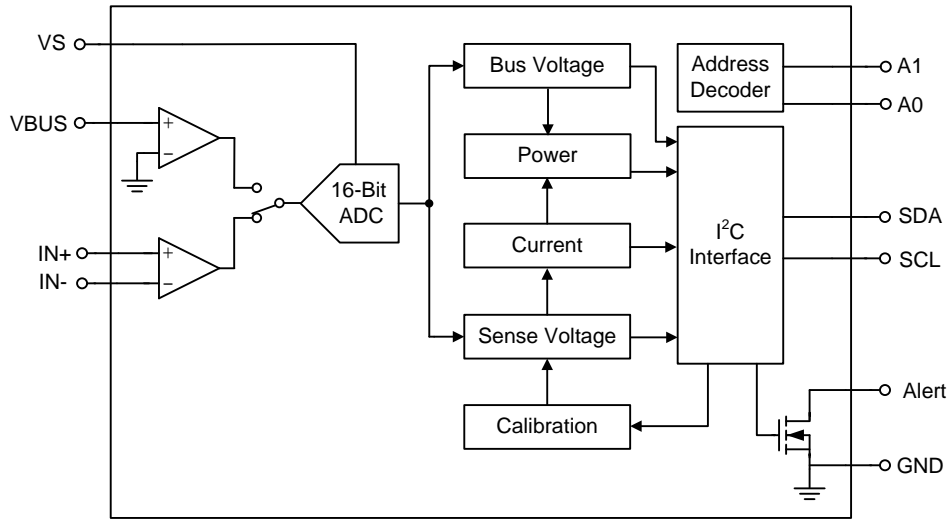 VS
VBUS
IN+
IN-
+
−
+
−
16-Bit
ADC
Bus Voltage
Power
Current
Sense Voltage
Calibration
Address
Decoder
I²C
Interface
A1
A0
SDA
SCL
Alert
GND